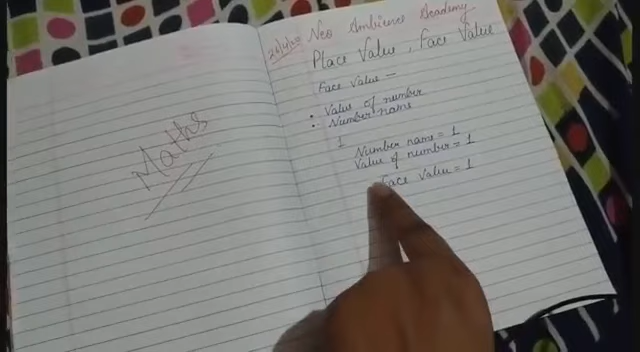 Maths
Neo Ambience Academy
Place Value, Face Value
Face Value -
• Value of number
• Number name
1
Number name = 1
Value of number = 1
Face Value = 1